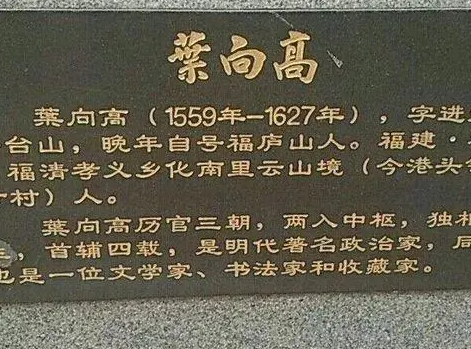 葉向高
葉向高（1559年-1627年），字进
台山，晚年自号福庐山人。福建·
福清孝义乡化南里云山境（今港头
村）人。
葉向高历官三朝，两入中枢，独相
，首辅四载，是明代著名政治家，
也是一位文学家、书法家和收藏家。